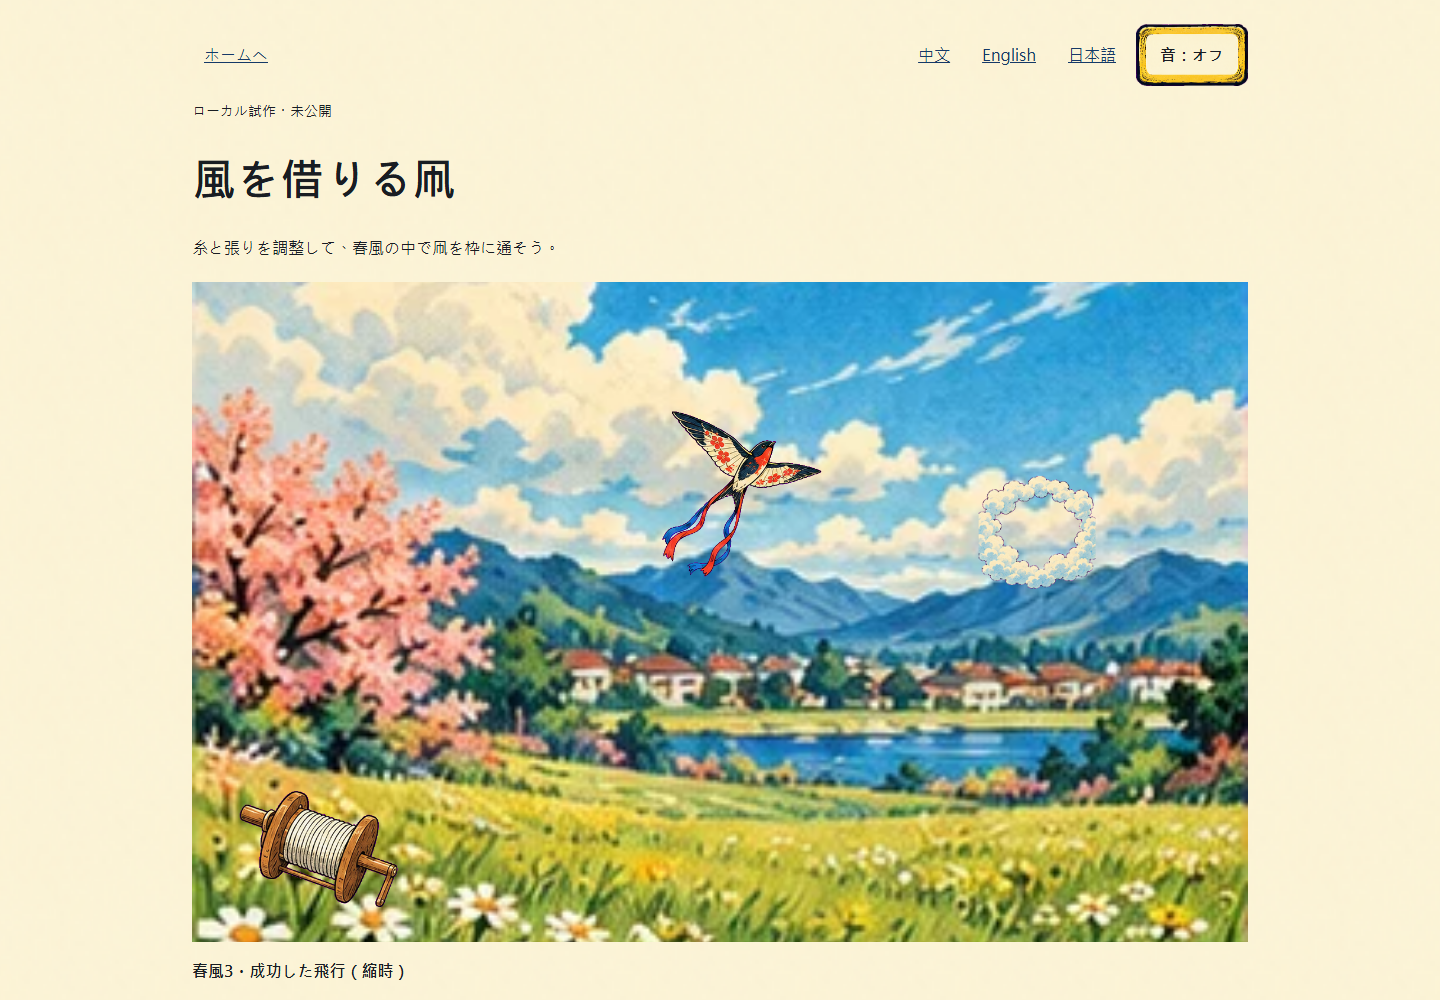 ホームへ
中文 English 日本語 音：オフ
ローカル試作・未公開
風を借りる凧
糸と張りを調整して、春風の中で凧を枠に通そう。
春風3・成功した飛行（縮時）